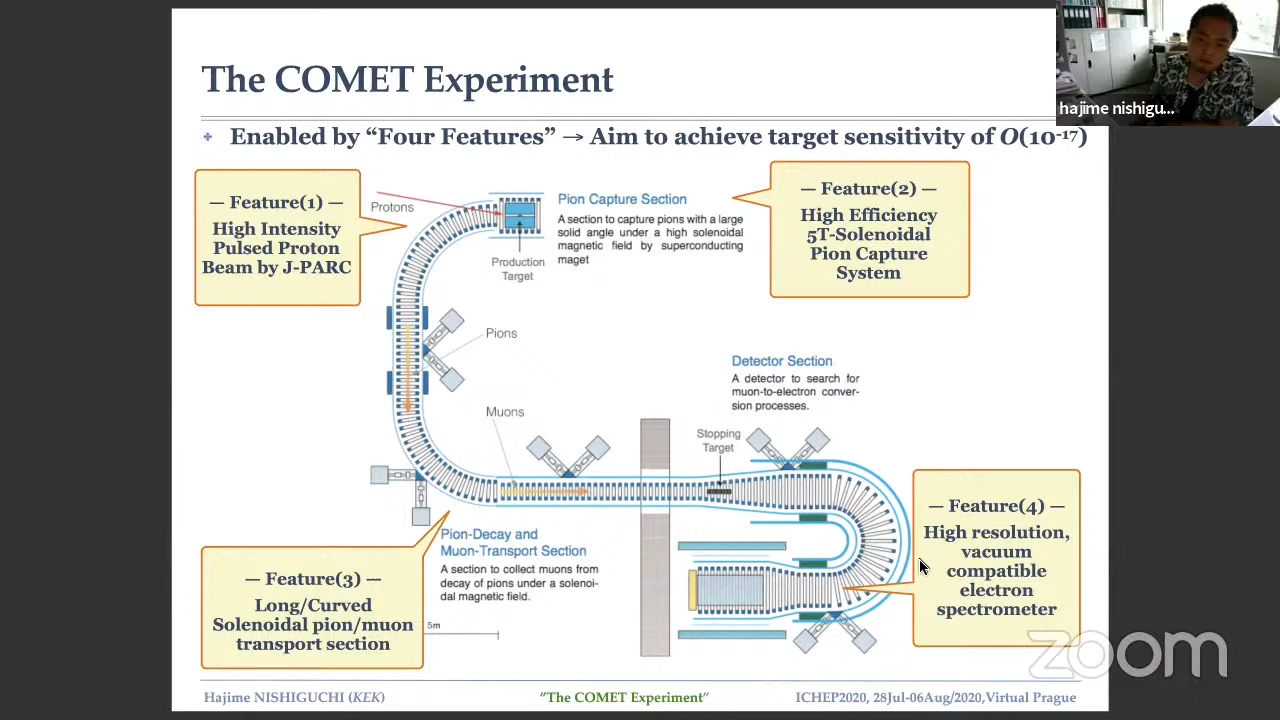 The COMET Experiment
hajime nishigu...
Enabled by “Four Features” → Aim to achieve target sensitivity of O(10⁻¹⁷)
— Feature(1) —
High Intensity
Pulsed Proton
Beam by J-PARC
Protons
Production
Target
Pion Capture Section
A section to capture pions with a large
solid angle under a high solenoidal
magnetic field by superconducting
maget
— Feature(2) —
High Efficiency
5T-Solenoidal
Pion Capture
System
Pions
Muons
Detector Section
A detector to search for
muon-to-electron conver-
sion processes.
Stopping
Target
Pion-Decay and
Muon-Transport Section
A section to collect muons from
decay of pions under a solenoi-
dal magnetic field.
5m
— Feature(3) —
Long/Curved
Solenoidal pion/muon
transport section
— Feature(4) —
High resolution,
vacuum
compatible
electron
spectrometer
zoom
Hajime NISHIGUCHI (KEK)
"The COMET Experiment"
ICHEP2020, 28Jul-06Aug/2020,Virtual Prague